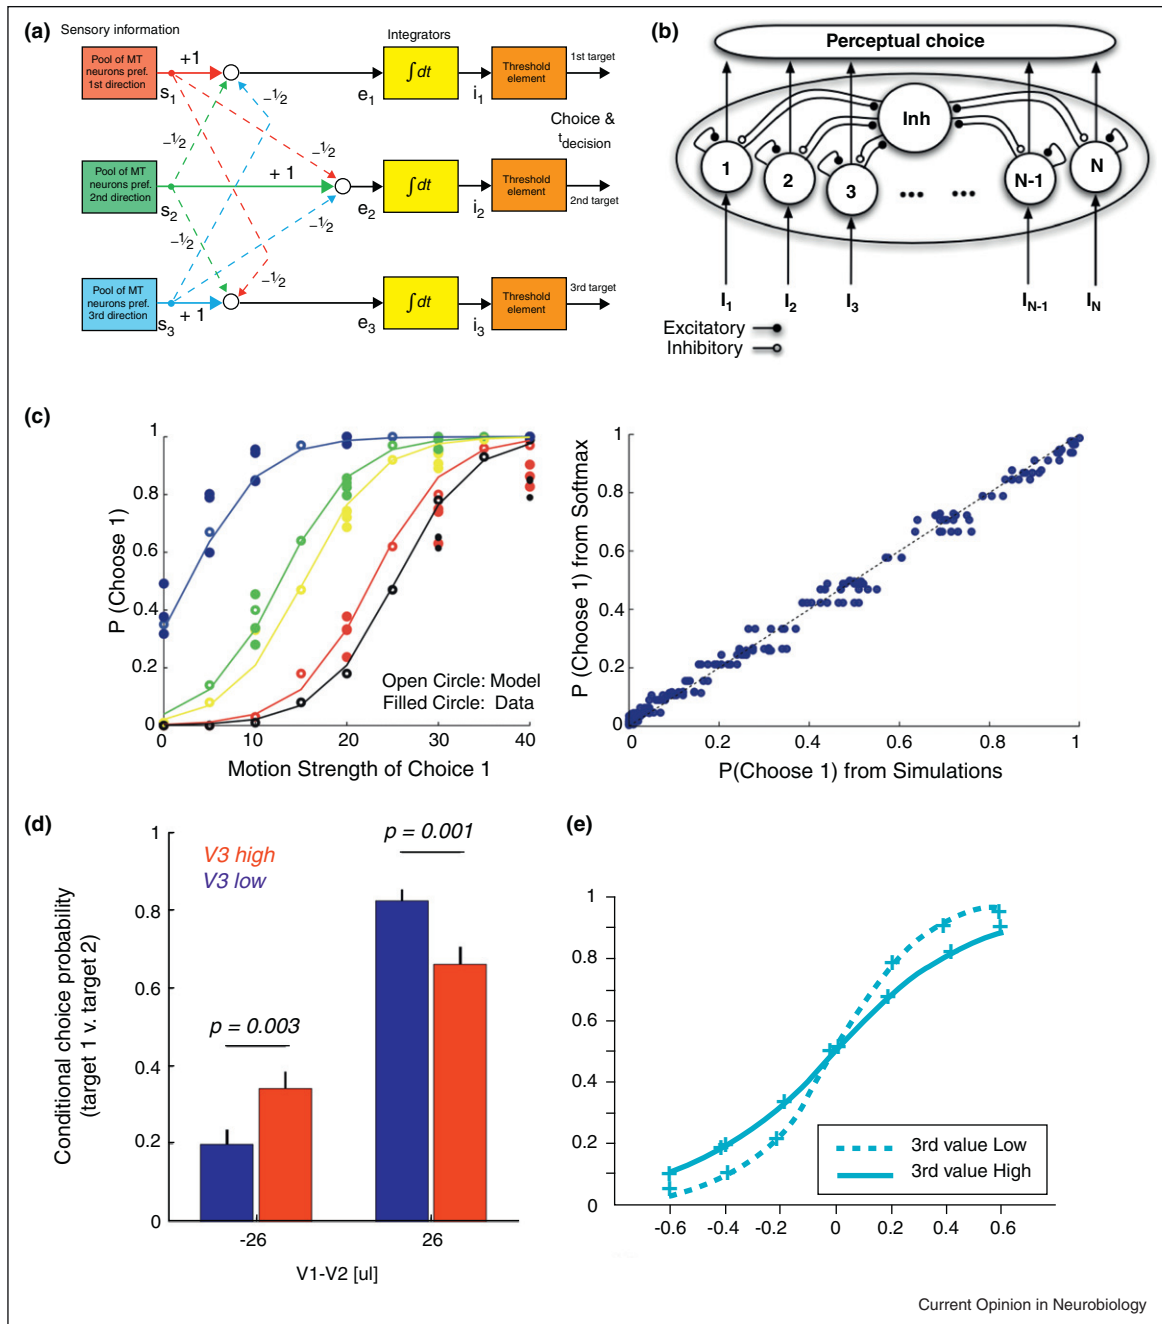 (a)
Sensory information
Integrators
Pool of MT
neurons pref.
1st direction
s1
+1
–½
e1
∫dt
i1
Threshold
element
1st target
–½
–½
Choice &
tdecision
Pool of MT
neurons pref.
2nd direction
s2
+ 1
–½
e2
∫dt
i2
Threshold
element
2nd target
–½
–½
Pool of MT
neurons pref.
3rd direction
s3
+ 1
e3
∫dt
i3
Threshold
element
3rd target
(b)
Perceptual choice
Inh
1
2
3
... ...
N-1
N
I1
I2
I3
IN-1
IN
Excitatory
Inhibitory
(c)
P (Choose 1)
1
0.8
0.6
0.4
0.2
0
0
10
20
30
40
Open Circle: Model
Filled Circle: Data
Motion Strength of Choice 1
P (Choose 1) from Softmax
1
0.8
0.6
0.4
0.2
0
0
0.2
0.4
0.6
0.8
1
P(Choose 1) from Simulations
(d)
Conditional choice probability
(target 1 v. target 2)
1
0.8
0.6
0.4
0.2
0
V3 high
V3 low
p = 0.003
p = 0.001
-26
26
V1-V2 [ul]
(e)
1
0.8
0.6
0.4
0.2
0
3rd value Low
3rd value High
-0.6
-0.4
-0.2
0
0.2
0.4
0.6
Current Opinion in Neurobiology